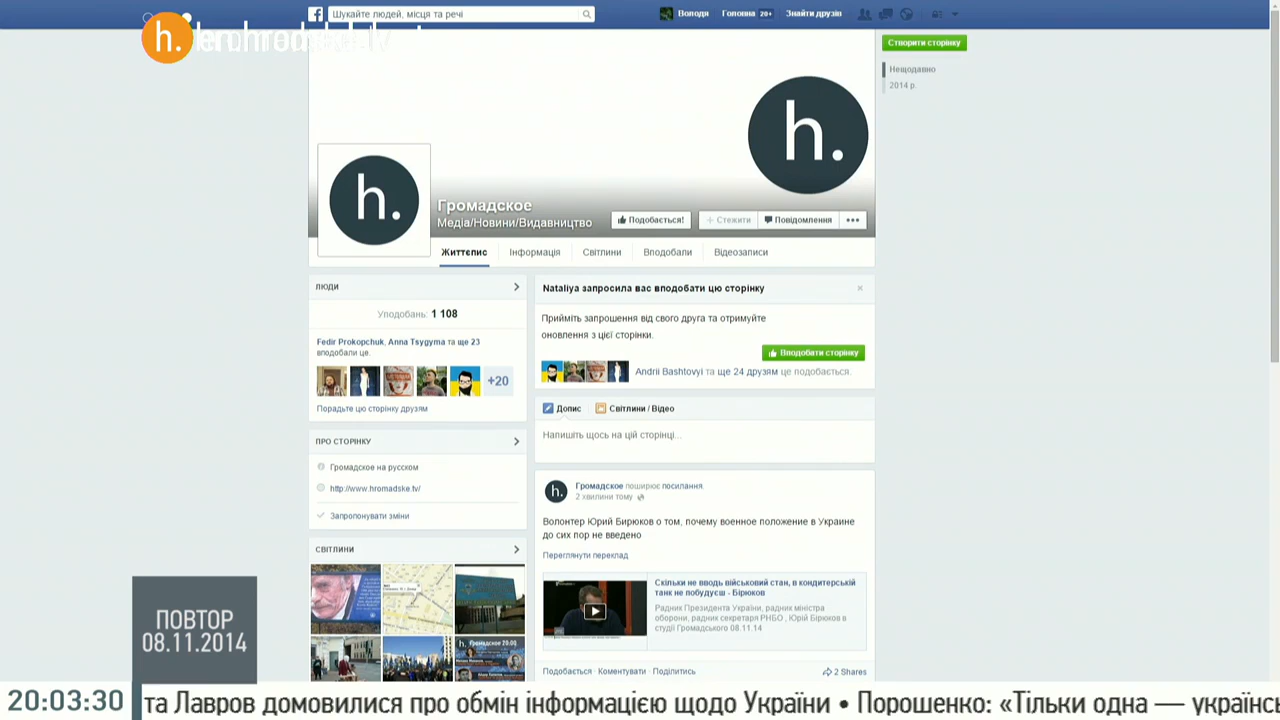 Шукайте людей, місця та речі
Володя
Головна 20+
Знайти друзів
h.
Створити сторінку
Нещодавно
2014 р.
h.
h.
Громадское
Медіа/Новини/Видавництво
Подобається!
+ Стежити
Повідомлення
Життєпис
Інформація
Світлини
Вподобали
Відеозаписи
ЛЮДИ
Уподобань: 1 108
Fedir Prokopchuk, Anna Tsygyma та ще 23
вподобали це.
+20
Порадьте цю сторінку друзям
ПРО СТОРІНКУ
Громадское на русском
http://www.hromadske.tv/
Запропонувати зміни
СВІТЛИНИ
h. Громадское 20:00
Nataliya запросила вас вподобати цю сторінку
Прийміть запрошення від свого друга та отримуйте
оновлення з цієї сторінки.
Вподобати сторінку
Andrii Bashtovyi та ще 24 друзям це подобається.
Допис
Світлини / Відео
Напишіть щось на цій сторінці...
h.
Громадское поширює посилання.
2 хвилини тому
Волонтер Юрий Бирюков о том, почему военное положение в Украине
до сих пор не введено
Переглянути переклад
Скільки не вводь військовий стан, в кондитерській
танк не побудуєш - Бірюков
Радник Президента України, радник міністра
оборони, радник секретаря РНБО , Юрій Бірюков в
студії Громадського 08.11.14
Подобається · Коментувати · Поділитись
2 Shares
ПОВТОР
08.11.2014
20:03:30
та Лавров домовилися про обмін інформацією щодо України • Порошенко: «Тільки одна — українсь